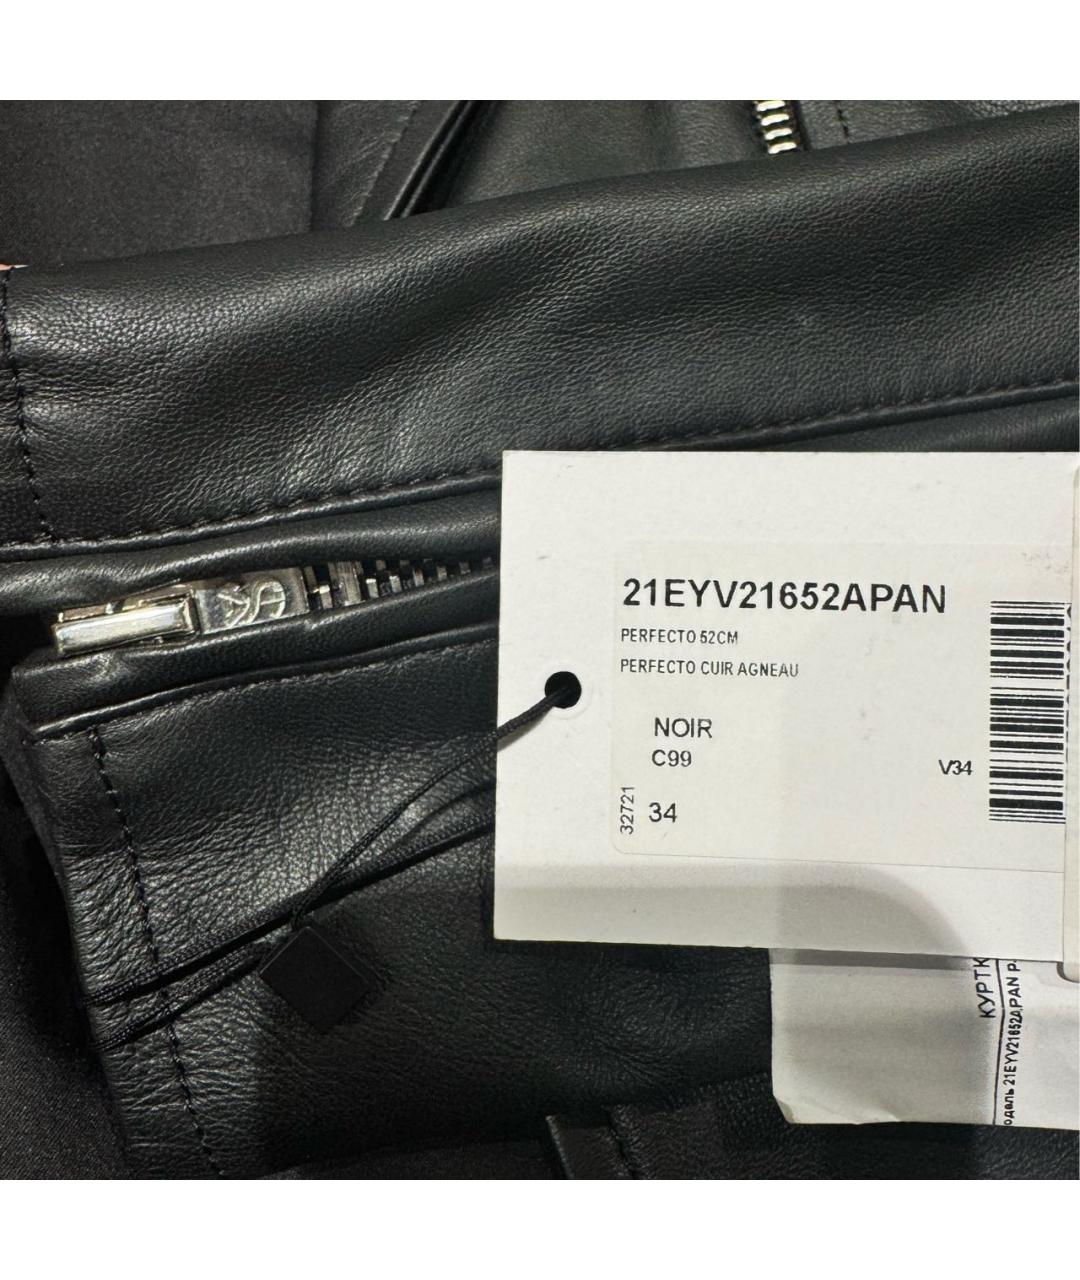 21EYV21652APAN
PERFECTO 52CM
PERFECTO CUIR AGNEAU
NOIR
C99
V34
32721
34
КУРТК
одель 21EYV21652APAN р.